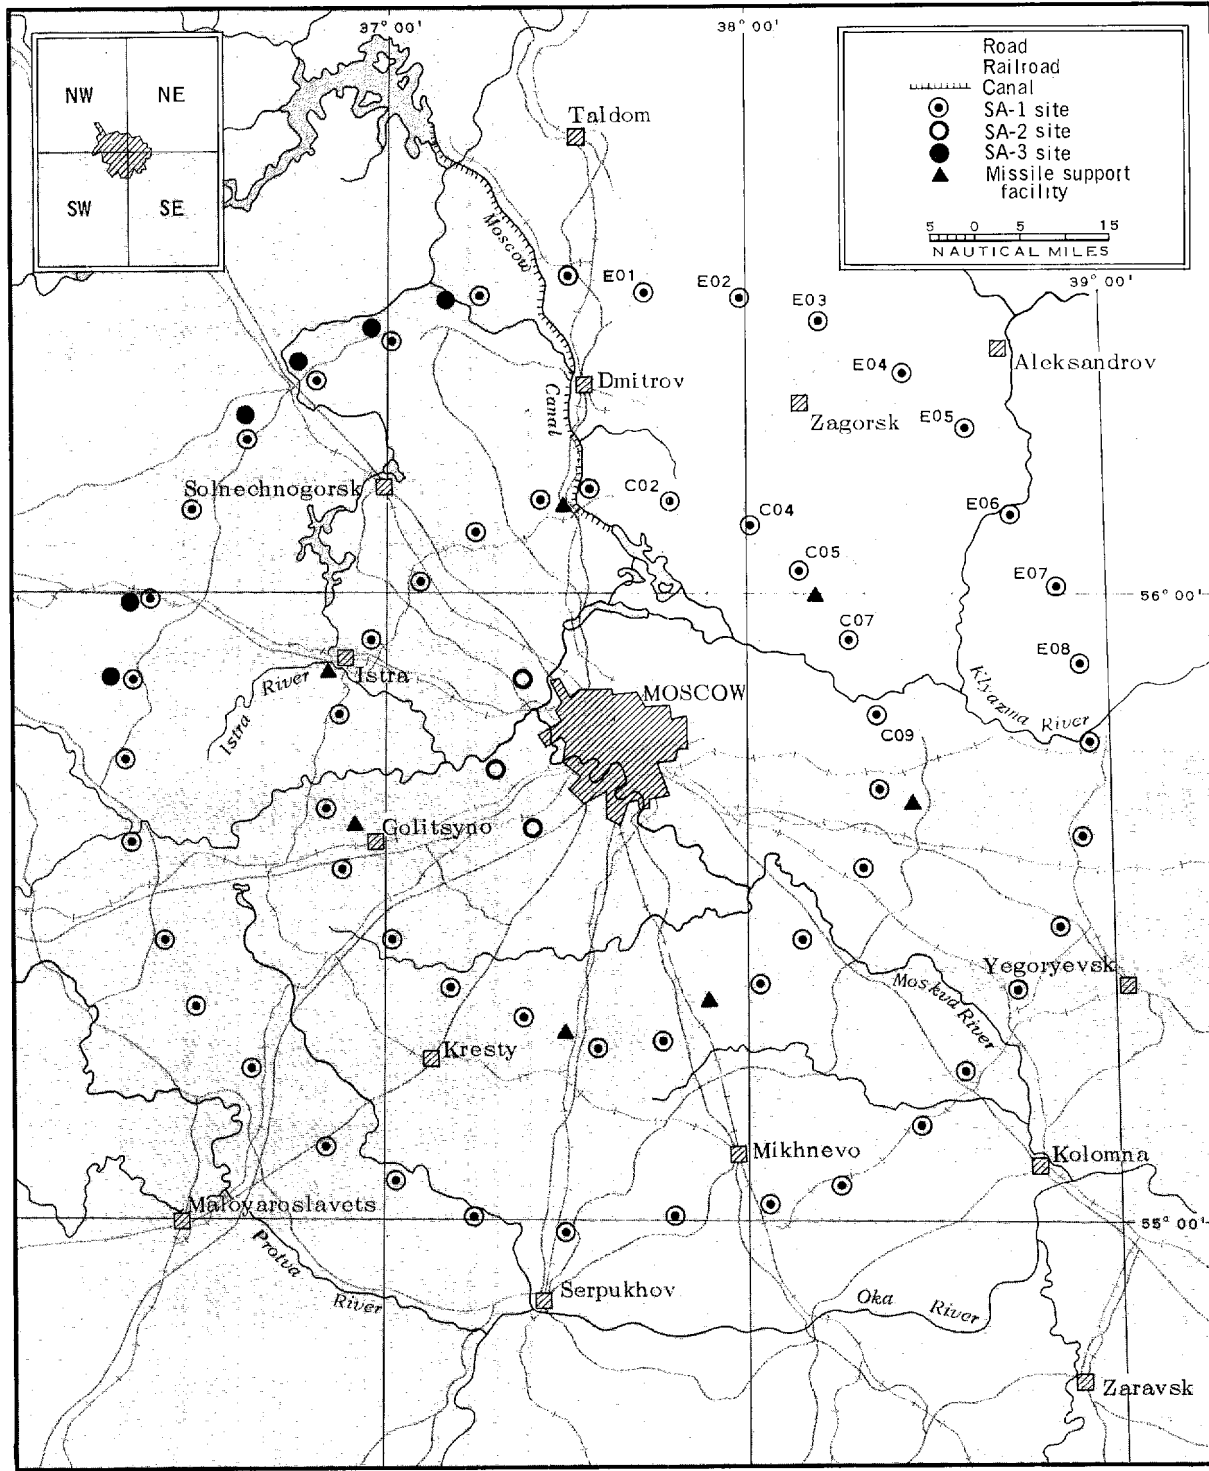 37° 00'
38° 00'
NW
NE
SW
SE
Road
Railroad
Canal
SA-1 site
SA-2 site
SA-3 site
Missile support
facility
5 0 5 15
NAUTICAL MILES
39° 00'
Taldom
Moscow
Canal
E01
E02
E03
Aleksandrov
E04
Dmitrov
Zagorsk
E05
Solnechnogorsk
C02
C04
E06
C05
E07
56° 00'
C07
E08
Istra
Istra River
MOSCOW
Klyazma River
C09
Golitsyno
Yegoryevsk
Moskva River
Kresty
Mikhnevo
Kolomna
Maloyaroslavets
55° 00'
Protva
River
Serpukhov
Oka River
Zaravsk